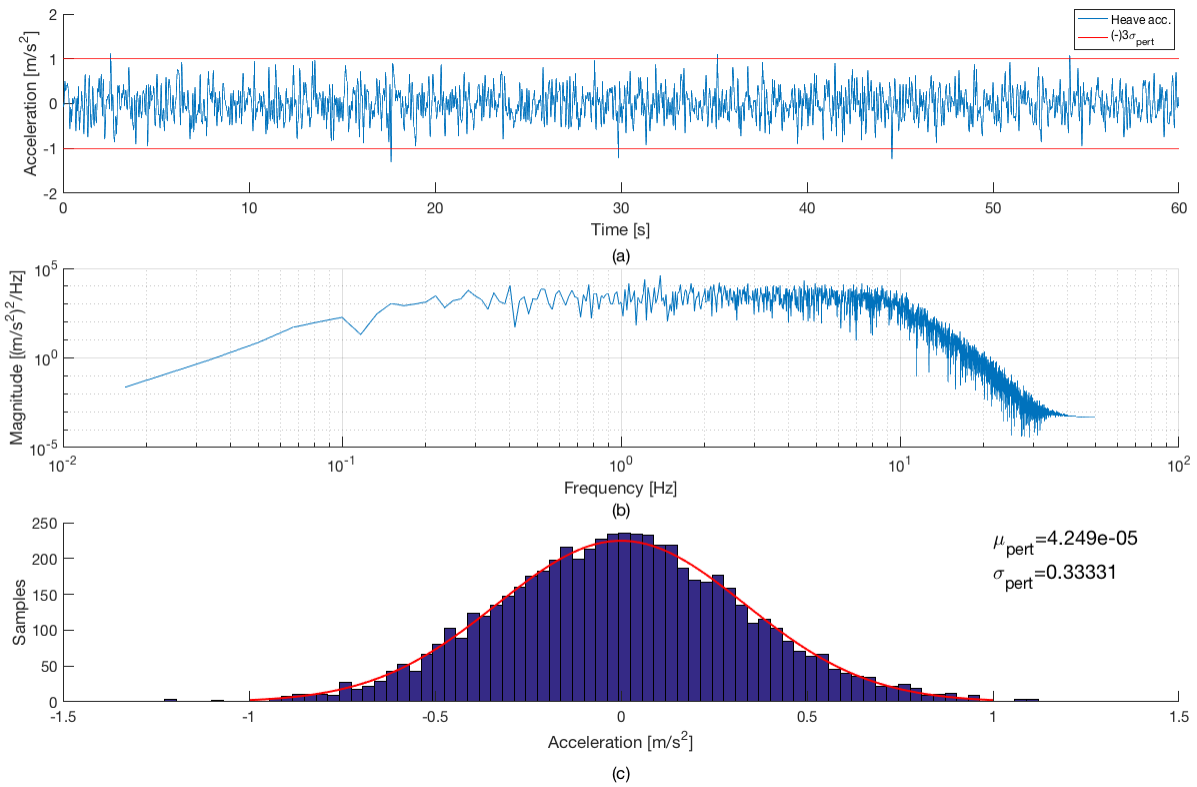 Heave acc.
(-)3σ_pert
Acceleration [m/s²]
2
1
0
-1
-2
0 10 20 30 40 50 60
Time [s]
(a)
Magnitude [(m/s²)²/Hz]
10⁵
10⁰
10⁻⁵
10⁻² 10⁻¹ 10⁰ 10¹ 10²
Frequency [Hz]
(b)
Samples
250
200
150
100
50
0
μ_pert=4.249e-05
σ_pert=0.33331
-1.5 -1 -0.5 0 0.5 1 1.5
Acceleration [m/s²]
(c)